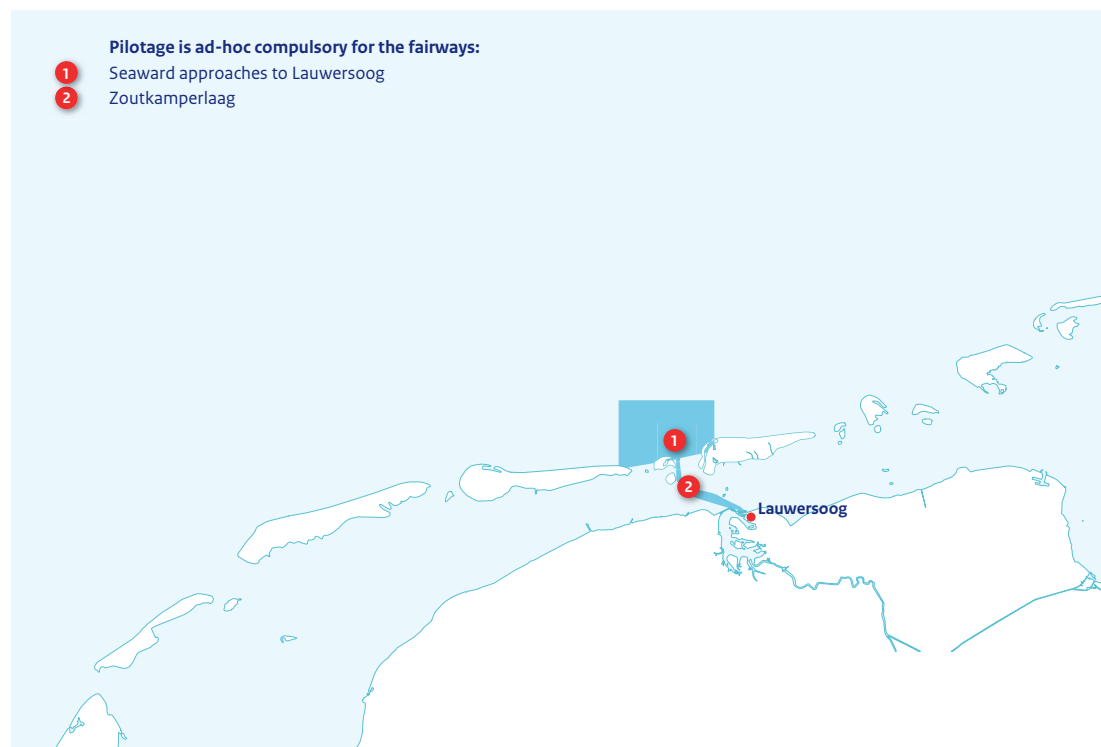 Pilotage is ad-hoc compulsory for the fairways:
1 Seaward approaches to Lauwersoog
2 Zoutkamperlaag
1
2
Lauwersoog